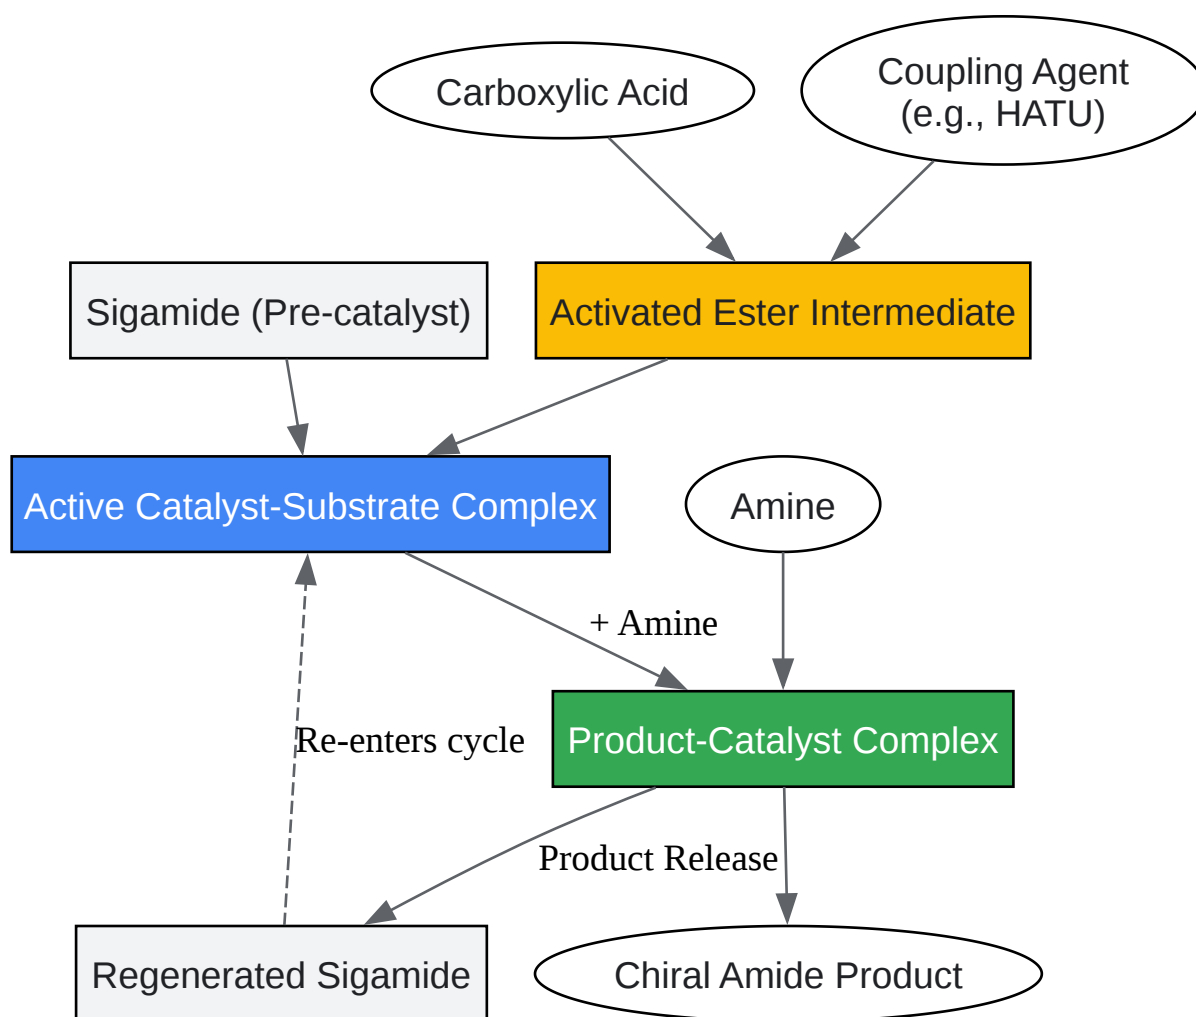 Carboxylic Acid
Coupling Agent
(e.g., HATU)
Sigamide (Pre-catalyst)
Activated Ester Intermediate
Active Catalyst-Substrate Complex
Amine
+ Amine
Re-enters cycle
Product-Catalyst Complex
Product Release
Regenerated Sigamide
Chiral Amide Product